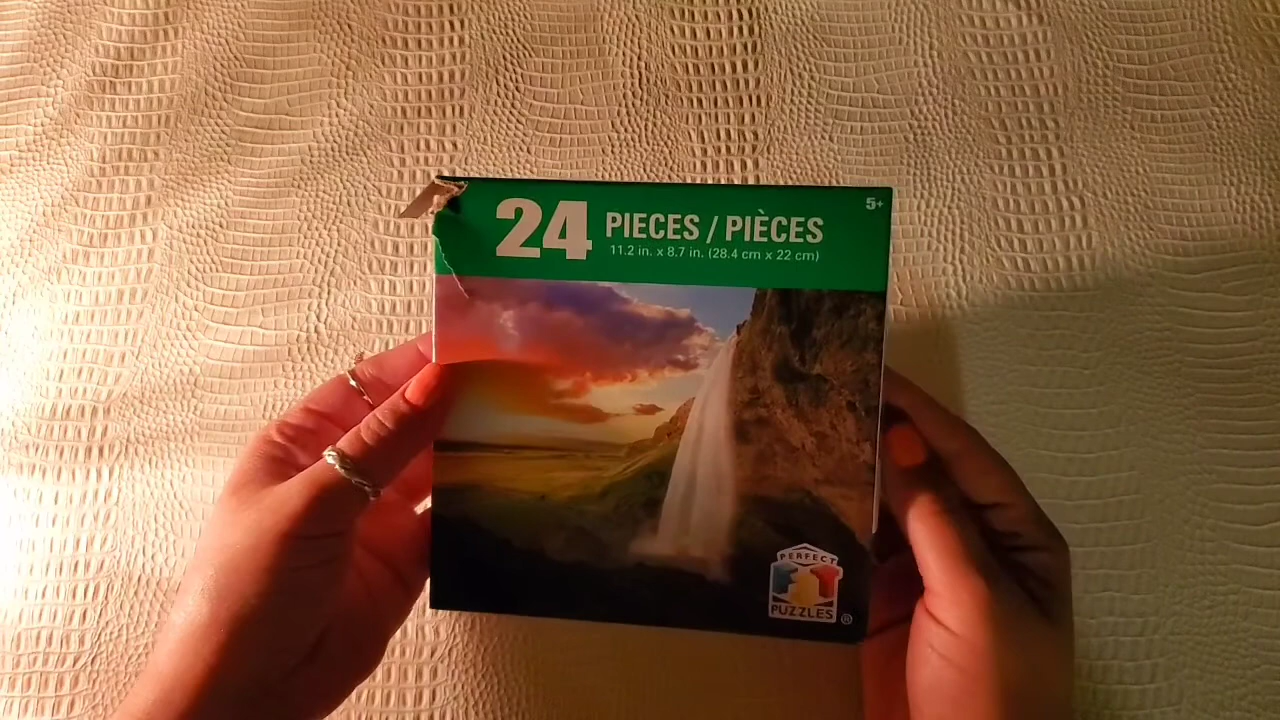 24 PIECES / PIÈCES
5+
11.2 in. x 8.7 in. (28.4 cm x 22 cm)
PERFECT
PUZZLES
®